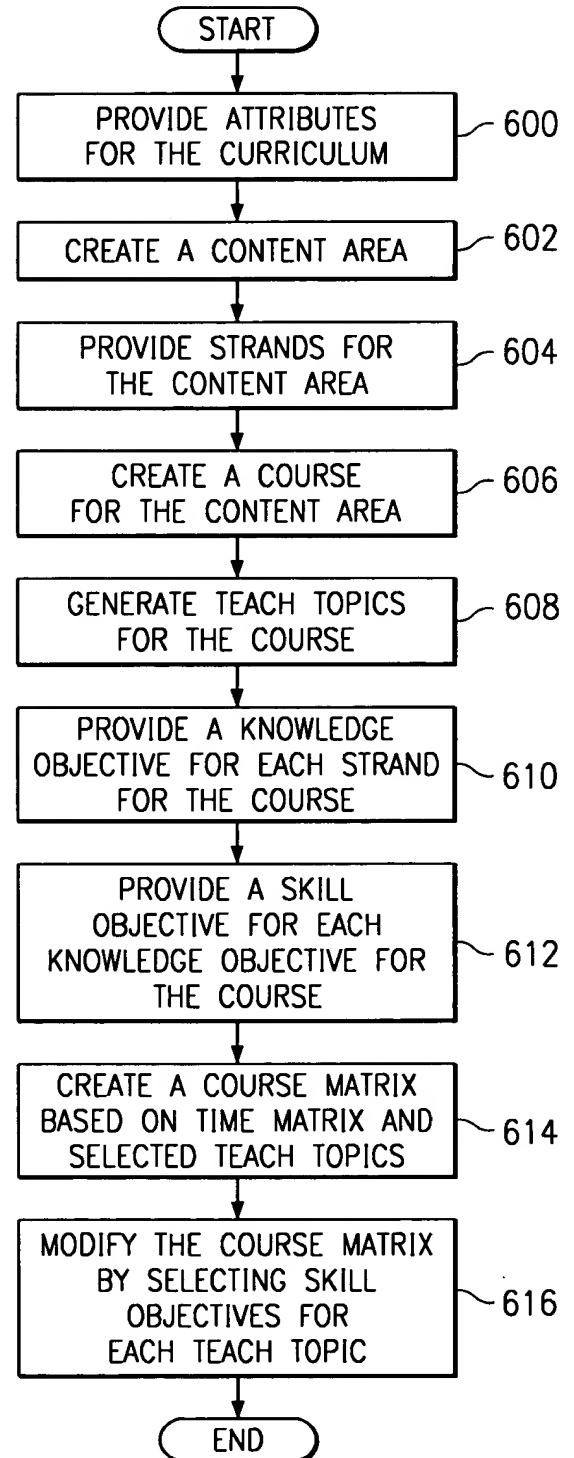 START
PROVIDE ATTRIBUTES
FOR THE CURRICULUM
600
CREATE A CONTENT AREA
602
PROVIDE STRANDS FOR
THE CONTENT AREA
604
CREATE A COURSE
FOR THE CONTENT AREA
606
GENERATE TEACH TOPICS
FOR THE COURSE
608
PROVIDE A KNOWLEDGE
OBJECTIVE FOR EACH STRAND
FOR THE COURSE
610
PROVIDE A SKILL
OBJECTIVE FOR EACH
KNOWLEDGE OBJECTIVE FOR
THE COURSE
612
CREATE A COURSE MATRIX
BASED ON TIME MATRIX AND
SELECTED TEACH TOPICS
614
MODIFY THE COURSE MATRIX
BY SELECTING SKILL
OBJECTIVES FOR
EACH TEACH TOPIC
616
END